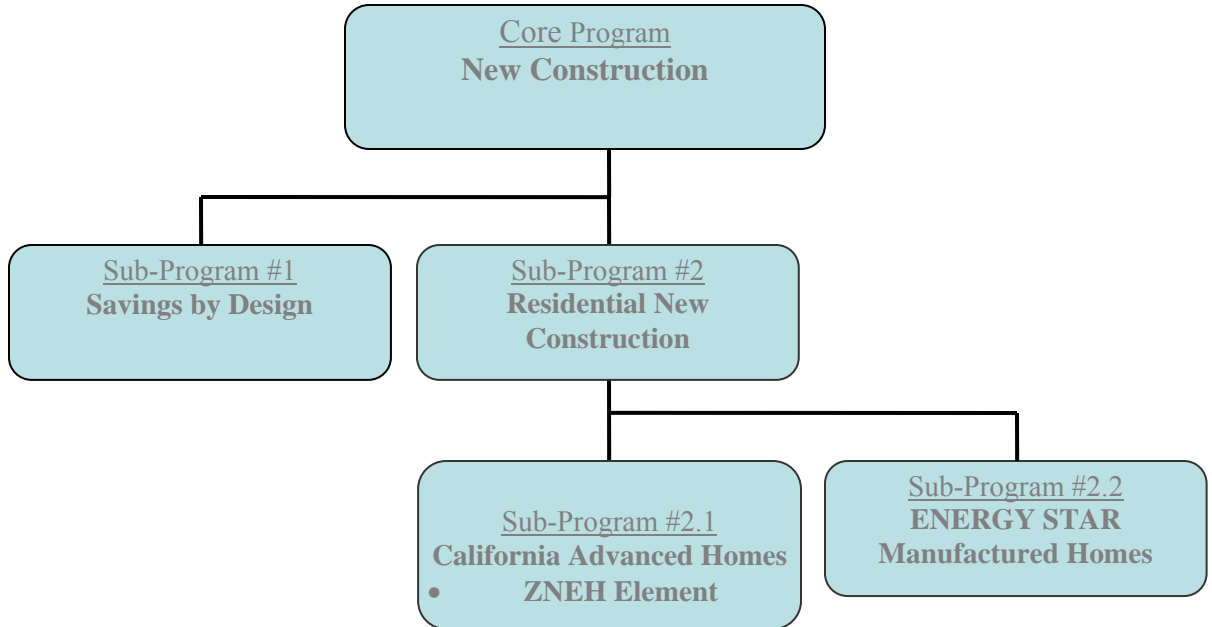 Core Program
New Construction
Sub-Program #1
Savings by Design
Sub-Program #2
Residential New
Construction
Sub-Program #2.1
California Advanced Homes
• ZNEH Element
Sub-Program #2.2
ENERGY STAR
Manufactured Homes